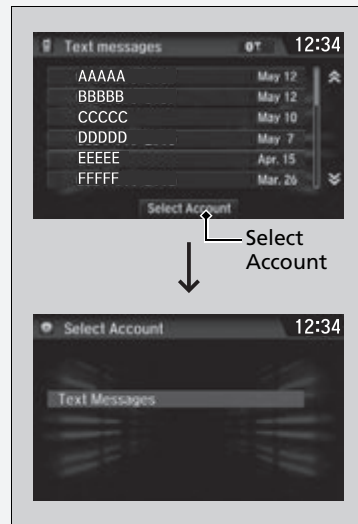 Text messages 12:34
AAAAA May 12
BBBBB May 12
CCCCC May 10
DDDDD May 7
EEEEE Apr. 15
FFFFF Mar. 26
Select Account
Select
Account
Select Account 12:34
Text Messages